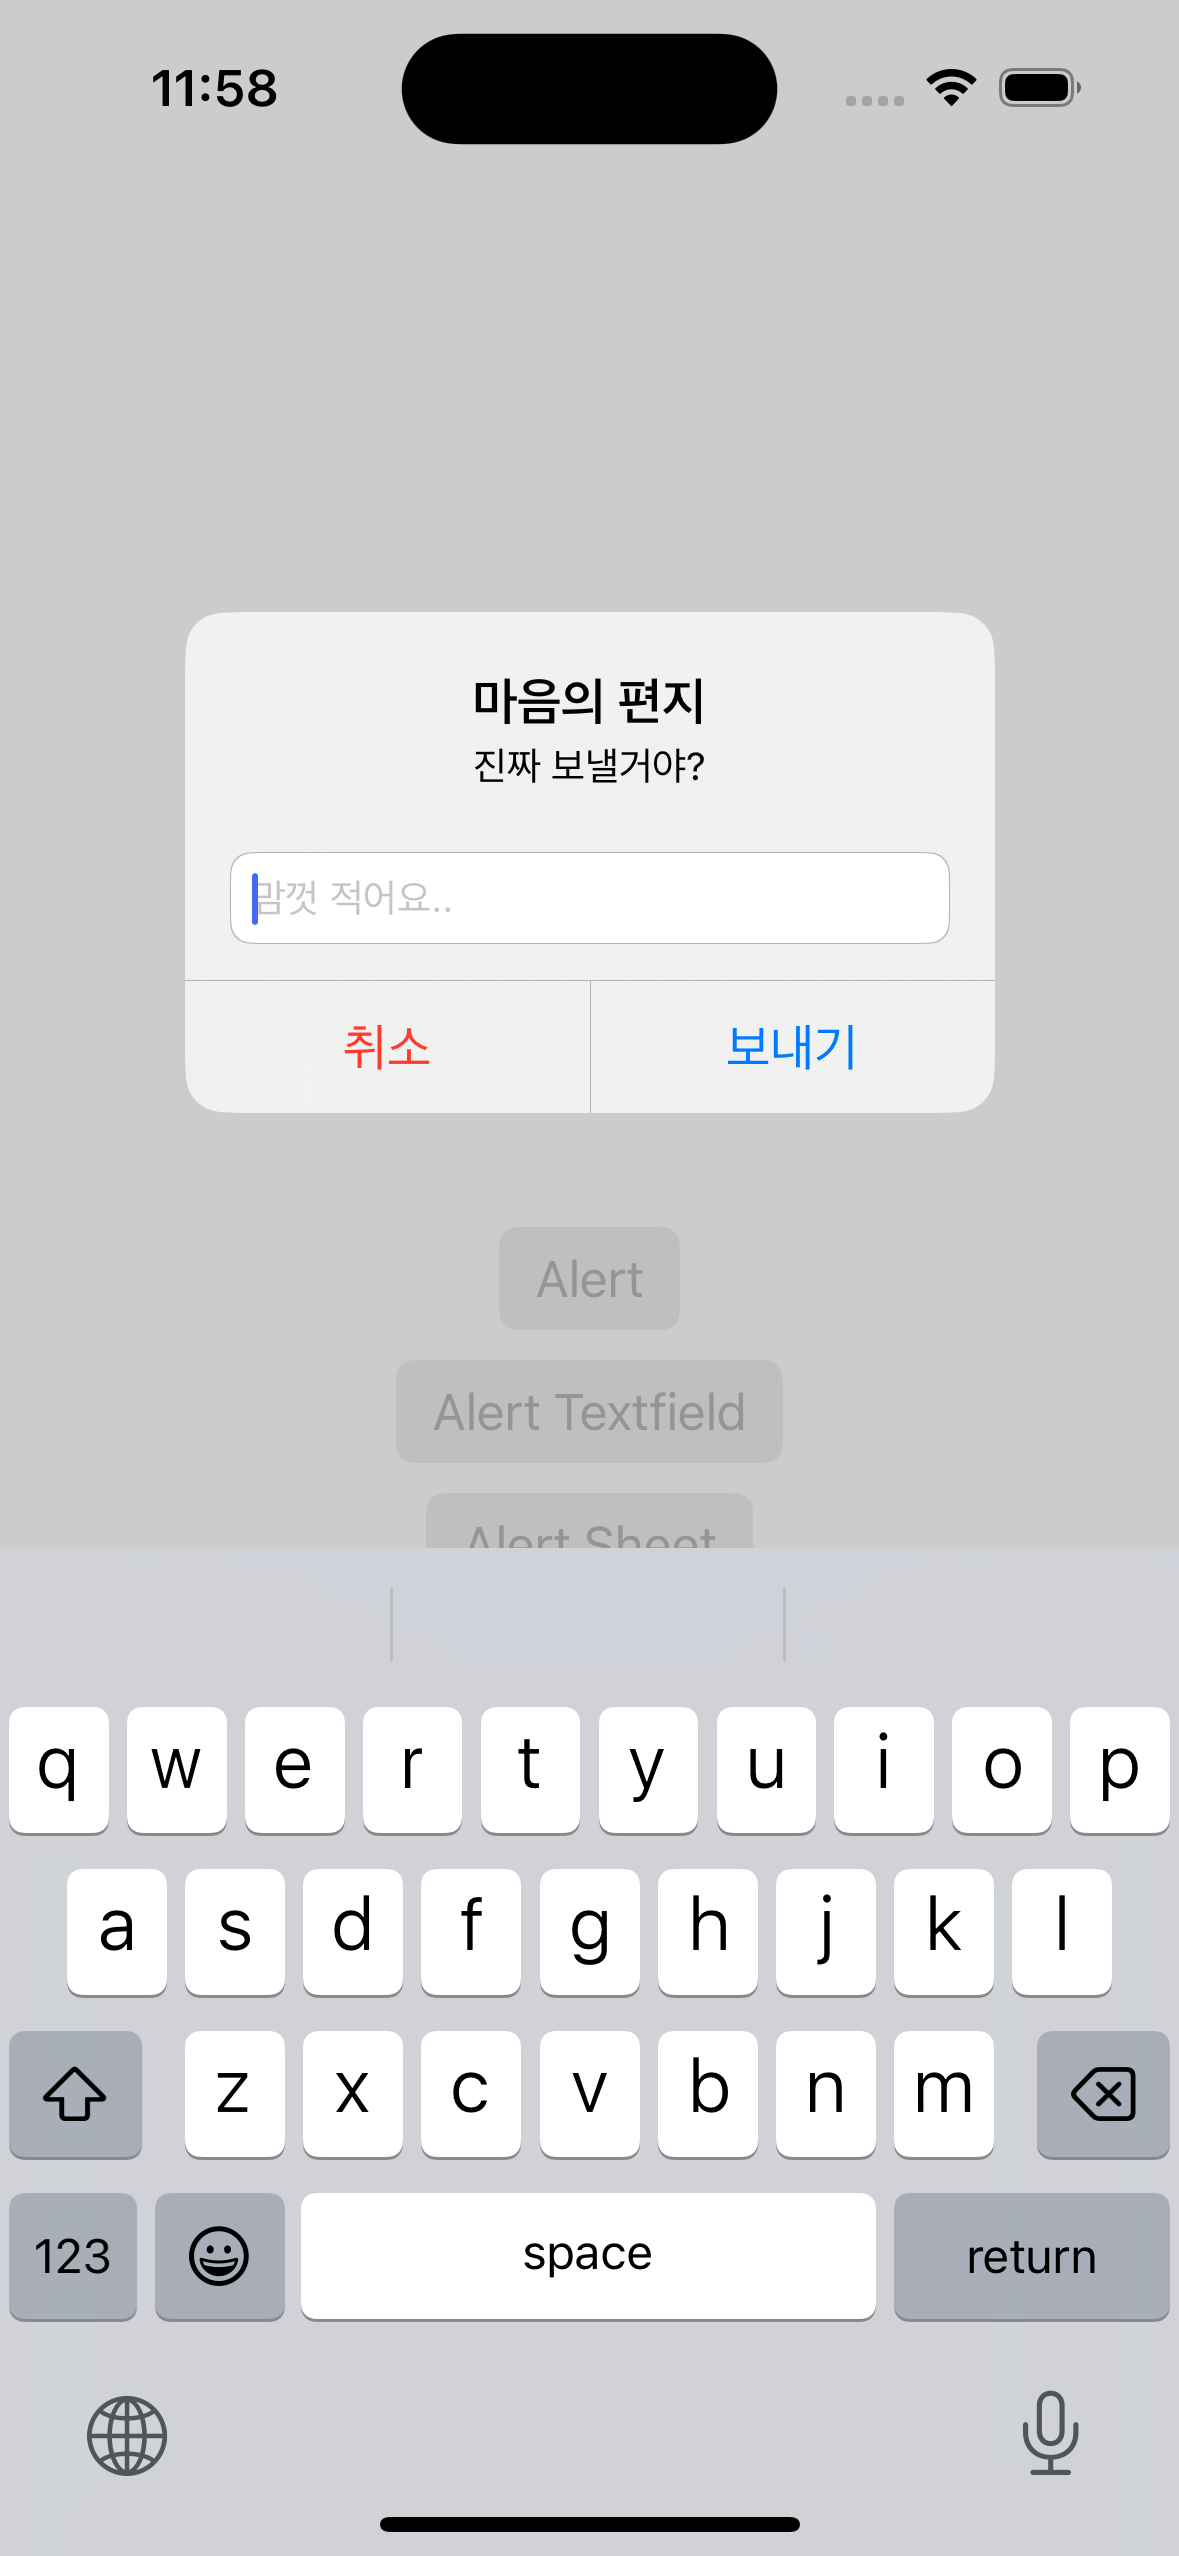 11:58
마음의 편지
진짜 보낼거야?
맘껏 적어요..
취소 보내기
Alert
Alert Textfield
Alert Sheet
q w e r t y u i o p
a s d f g h j k l
z x c v b n m
123 space return